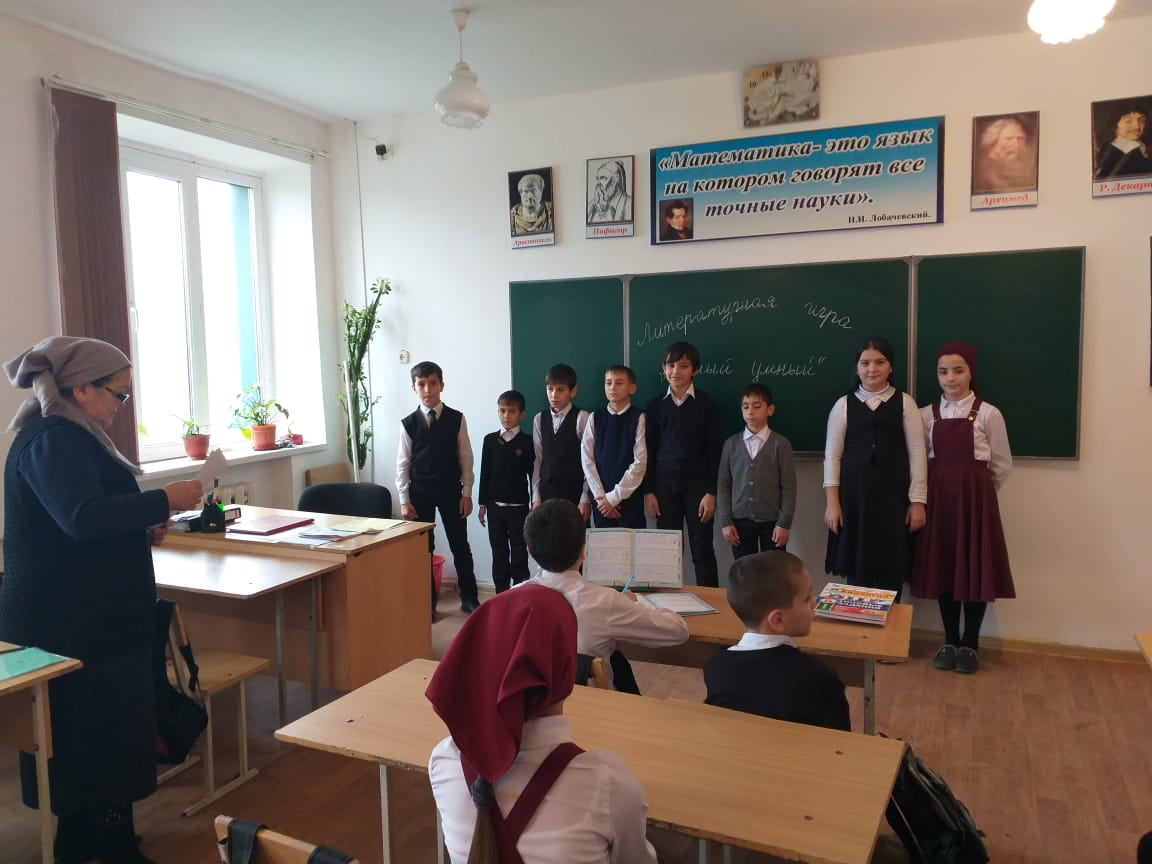 «Математика- это язык
на котором говорят все
точные науки».
Н.И. Лобачевский.
Аристотель
Пифагор
Архимед
Р. Декарт
Литературная игра
умный"